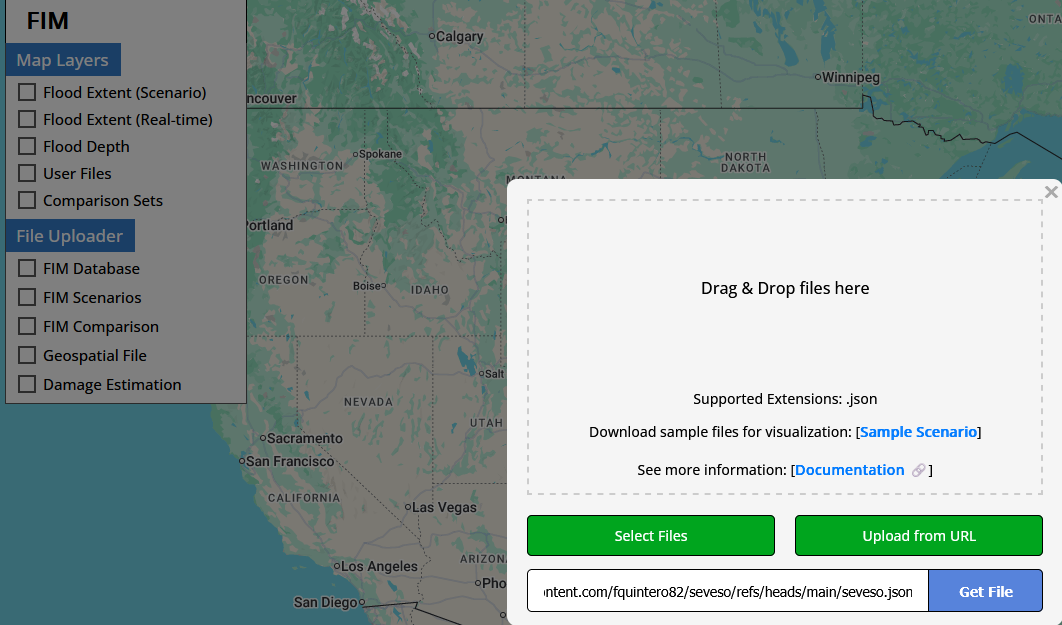 FIM
Map Layers
Flood Extent (Scenario)
Flood Extent (Real-time)
Flood Depth
User Files
Comparison Sets
File Uploader
FIM Database
FIM Scenarios
FIM Comparison
Geospatial File
Damage Estimation
Calgary
ONTA
Winnipeg
ncouver
Spokane
WASHINGTON
NORTH
DAKOTA
MONTANA
Portland
OREGON
Boise
IDAHO
Salt
NEVADA
UTAH
Sacramento
San Francisco
CALIFORNIA
Las Vegas
ARIZON
Los Angeles
Pho
San Diego
Drag & Drop files here
Supported Extensions: .json
Download sample files for visualization: [Sample Scenario]
See more information: [Documentation 🔗 ]
Select Files
Upload from URL
ontent.com/fquintero82/seveso/refs/heads/main/seveso.json
Get File